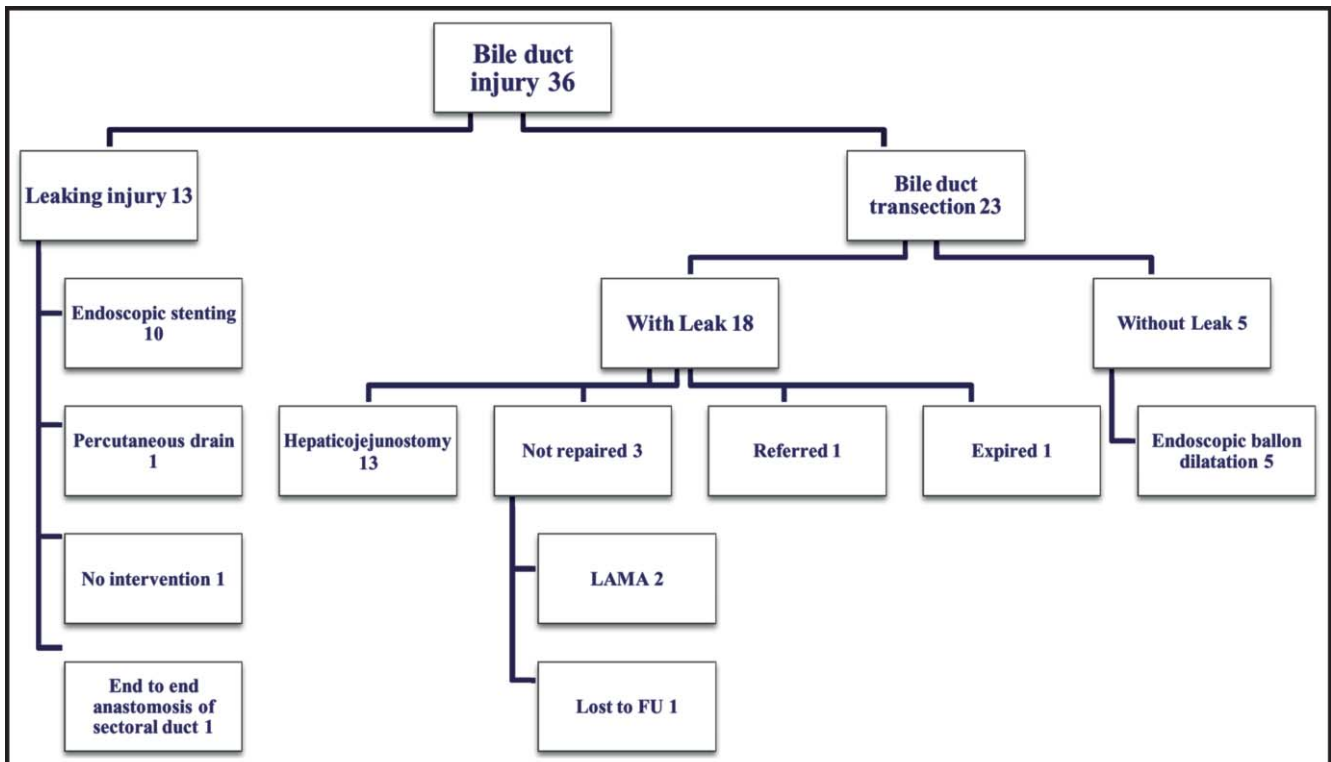 Bile duct
injury 36
Leaking injury 13
Bile duct
transection 23
Endoscopic stenting
10
With Leak 18
Without Leak 5
Percutaneous drain
1
Hepaticojejunostomy
13
Not repaired 3
Referred 1
Expired 1
Endoscopic ballon
dilatation 5
No intervention 1
LAMA 2
End to end
anastomosis of
sectoral duct 1
Lost to FU 1